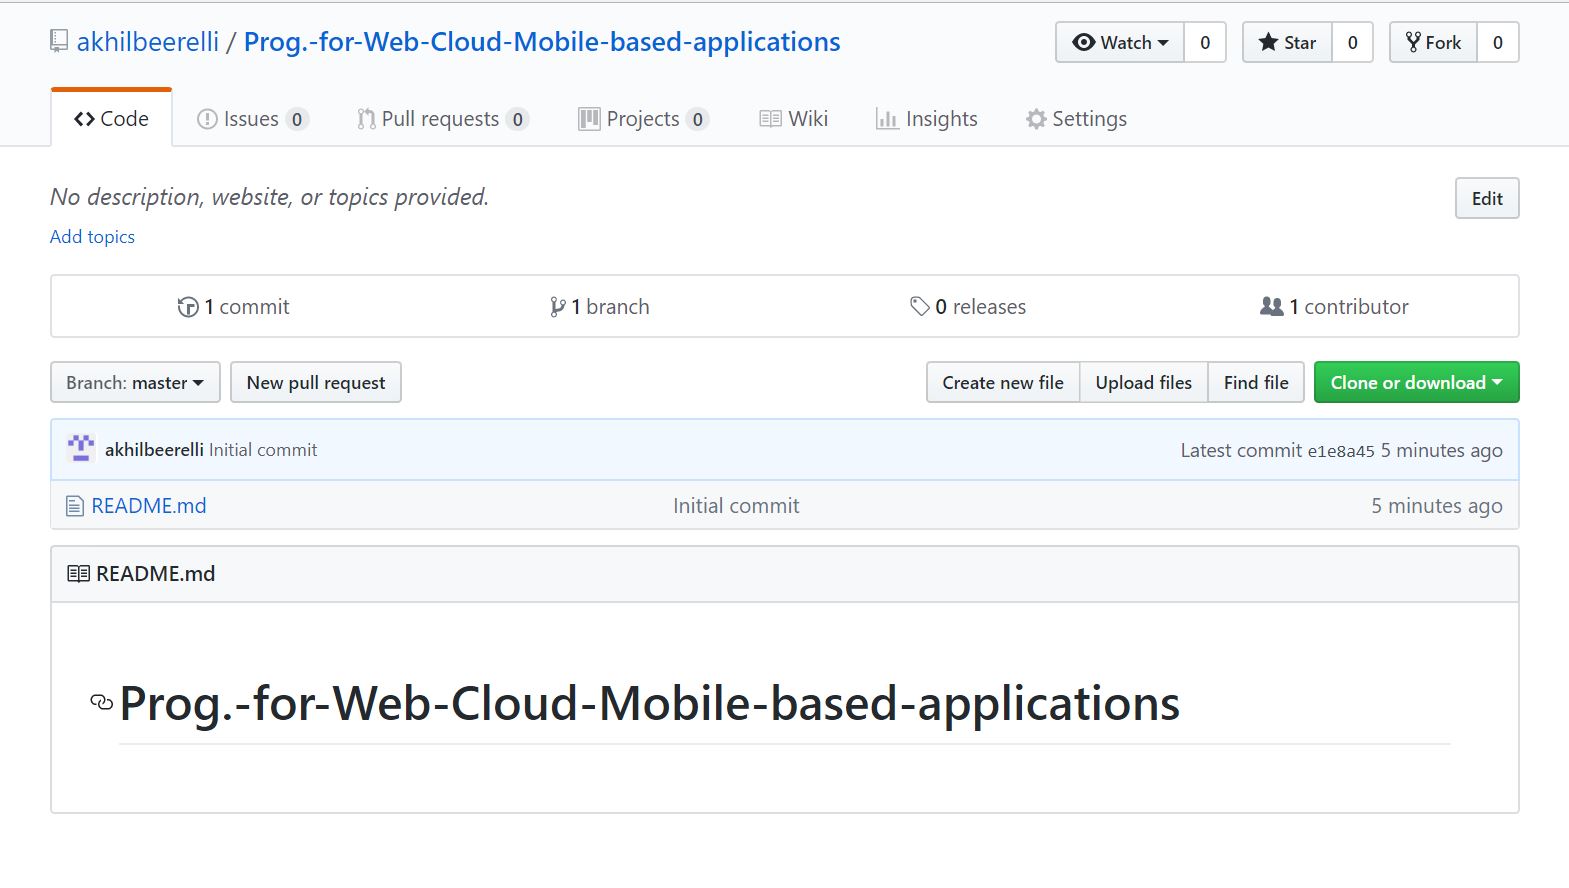 akhilbeerelli / Prog.-for-Web-Cloud-Mobile-based-applications Watch 0 Star 0 Fork 0
Code Issues 0 Pull requests 0 Projects 0 Wiki Insights Settings
No description, website, or topics provided. Edit
Add topics
1 commit 1 branch 0 releases 1 contributor
Branch: master New pull request Create new file Upload files Find file Clone or download
akhilbeerelli Initial commit Latest commit e1e8a45 5 minutes ago
README.md Initial commit 5 minutes ago
README.md
Prog.-for-Web-Cloud-Mobile-based-applications